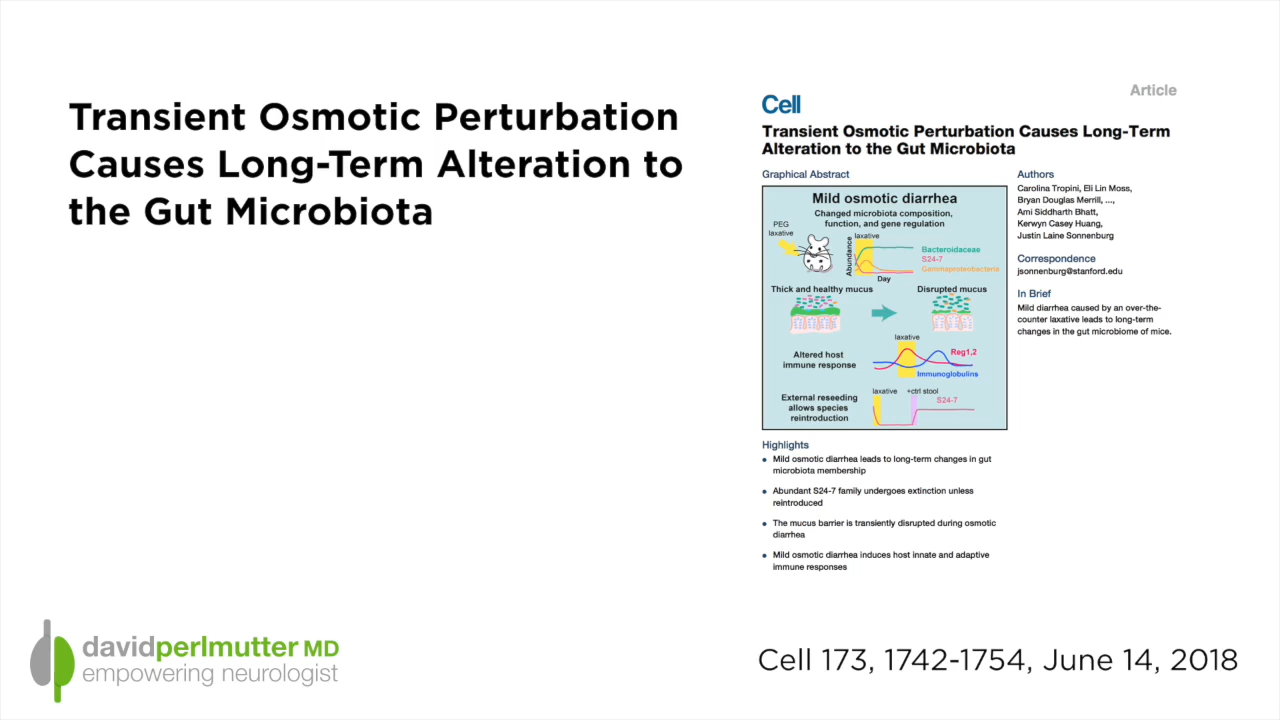 Transient Osmotic Perturbation
Causes Long-Term Alteration to
the Gut Microbiota
Article
Cell
Transient Osmotic Perturbation Causes Long-Term
Alteration to the Gut Microbiota
Graphical Abstract
Mild osmotic diarrhea
Changed microbiota composition,
function, and gene regulation
PEG
laxative
laxative
Abundance
Bacteroidaceae
S24-7
Gammaproteobacteria
Day
Thick and healthy mucus
Disrupted mucus
laxative
Altered host
immune response
Reg1,2
Immunoglobulins
External reseeding
allows species
reintroduction
laxative
+ctrl stool
S24-7
Authors
Carolina Tropini, Eli Lin Moss,
Bryan Douglas Merrill, ...,
Ami Siddharth Bhatt,
Kerwyn Casey Huang,
Justin Laine Sonnenburg
Correspondence
jsonnenburg@stanford.edu
In Brief
Mild diarrhea caused by an over-the-
counter laxative leads to long-term
changes in the gut microbiome of mice.
Highlights
• Mild osmotic diarrhea leads to long-term changes in gut
microbiota membership
• Abundant S24-7 family undergoes extinction unless
reintroduced
• The mucus barrier is transiently disrupted during osmotic
diarrhea
• Mild osmotic diarrhea induces host innate and adaptive
immune responses
davidperlmutter MD
empowering neurologist
Cell 173, 1742-1754, June 14, 2018